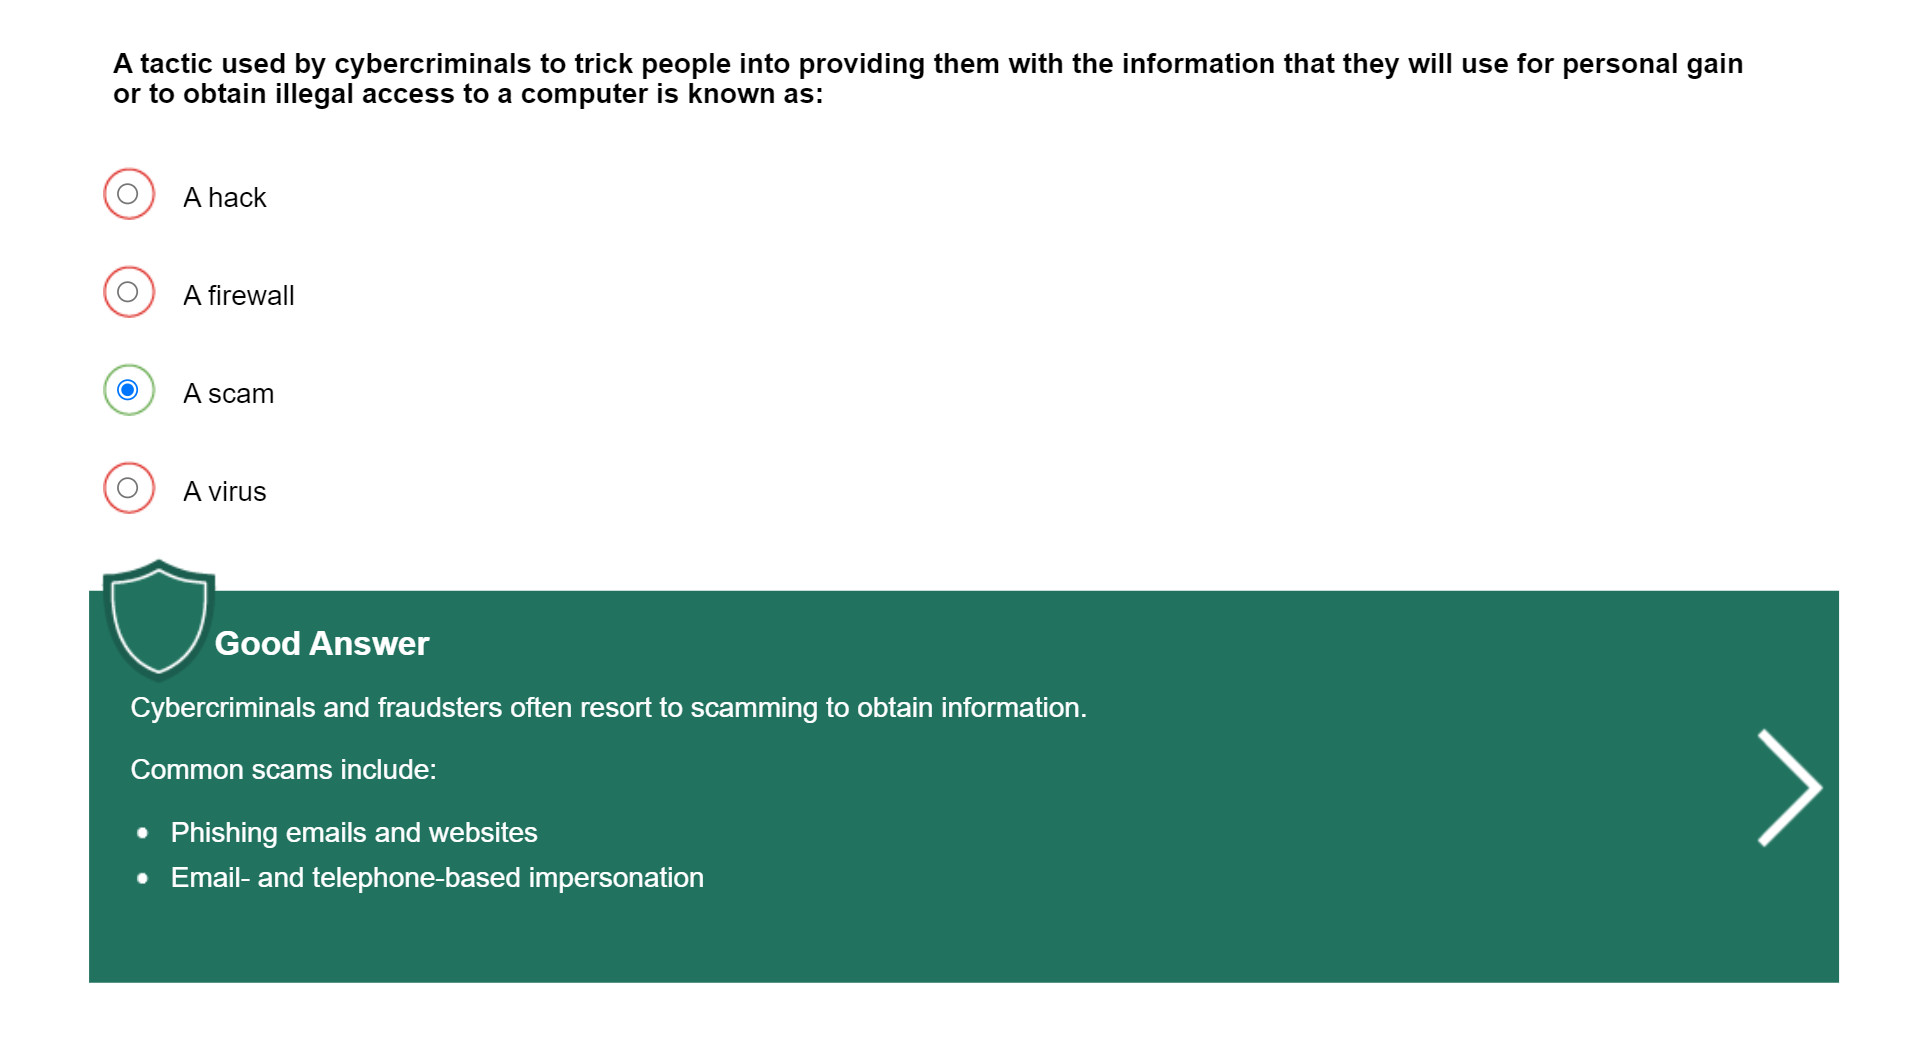 A tactic used by cybercriminals to trick people into providing them with the information that they will use for personal gain
or to obtain illegal access to a computer is known as:
A hack
A firewall
A scam
A virus
Good Answer
Cybercriminals and fraudsters often resort to scamming to obtain information.
Common scams include:
• Phishing emails and websites
• Email- and telephone-based impersonation